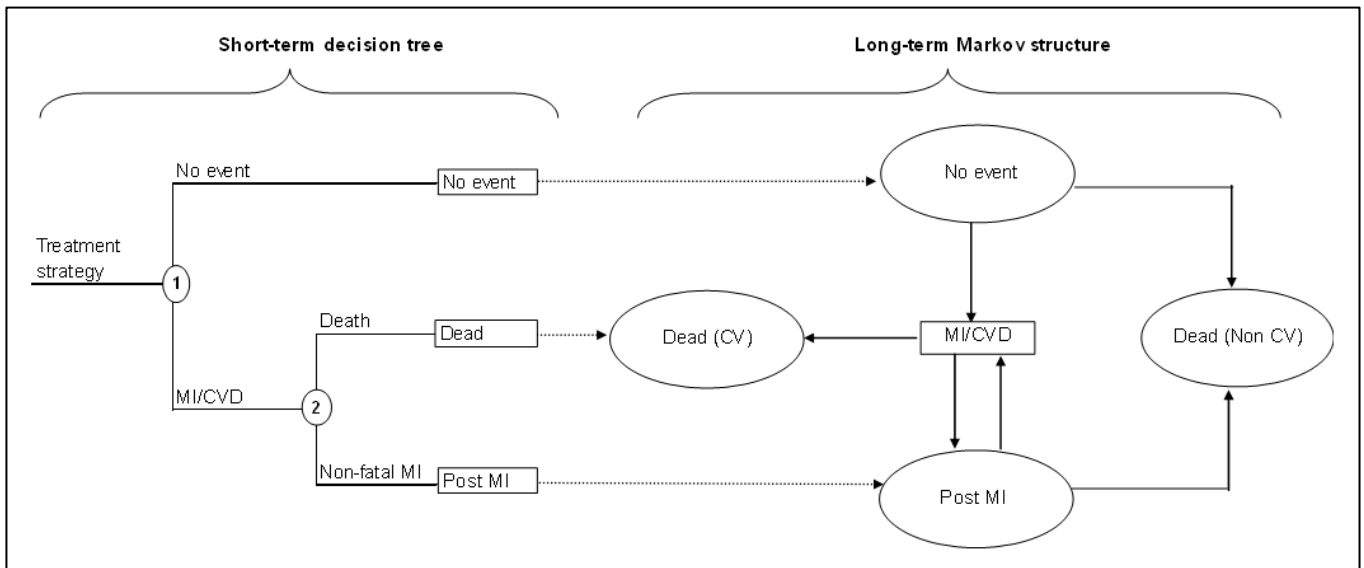 Short-term decision tree
Long-term Markov structure
No event
No event
No event
Treatment
strategy
1
Death
Dead
Dead (CV)
MI/CVD
Dead (Non CV)
MI/CVD
2
Non-fatal MI
Post MI
Post MI